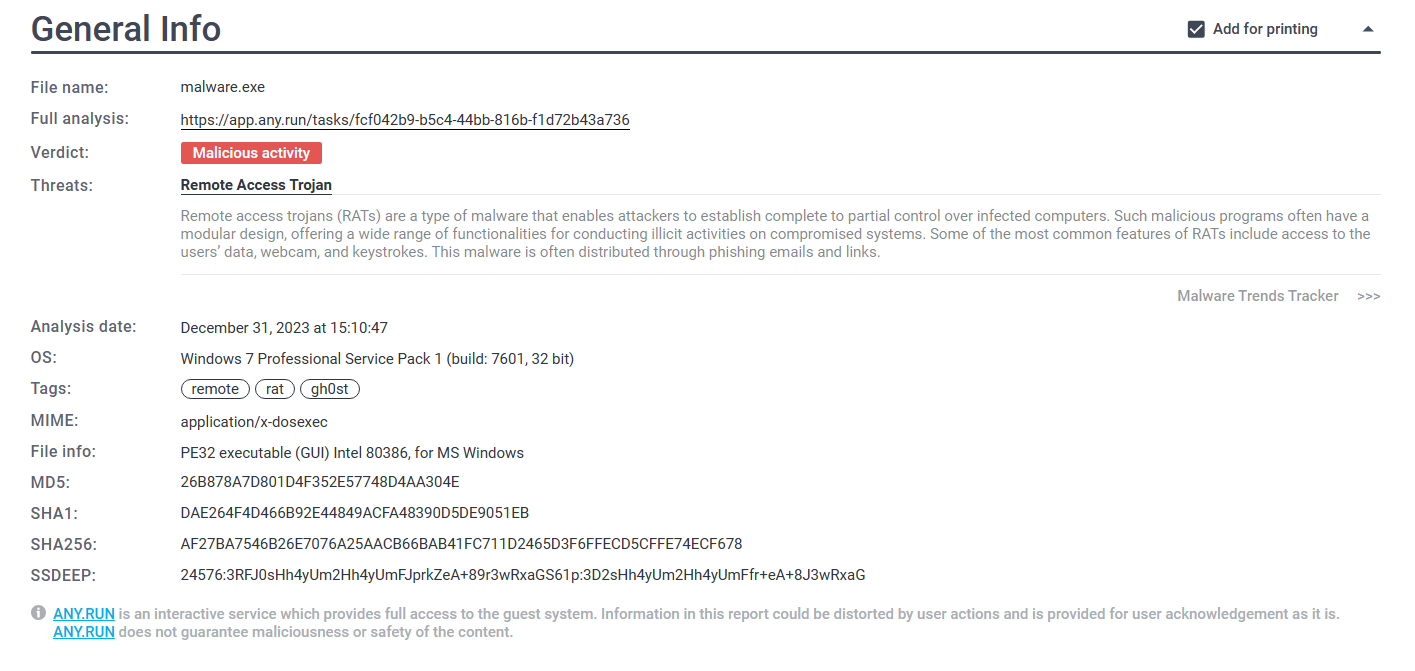 General Info
Add for printing
File name: malware.exe
Full analysis: https://app.any.run/tasks/fcf042b9-b5c4-44bb-816b-f1d72b43a736
Verdict: Malicious activity
Threats: Remote Access Trojan
Remote access trojans (RATs) are a type of malware that enables attackers to establish complete to partial control over infected computers. Such malicious programs often have a
modular design, offering a wide range of functionalities for conducting illicit activities on compromised systems. Some of the most common features of RATs include access to the
users’ data, webcam, and keystrokes. This malware is often distributed through phishing emails and links.
Malware Trends Tracker >>>
Analysis date: December 31, 2023 at 15:10:47
OS: Windows 7 Professional Service Pack 1 (build: 7601, 32 bit)
Tags: remote rat gh0st
MIME: application/x-dosexec
File info: PE32 executable (GUI) Intel 80386, for MS Windows
MD5: 26B878A7D801D4F352E57748D4AA304E
SHA1: DAE264F4D466B92E44849ACFA48390D5DE9051EB
SHA256: AF27BA7546B26E7076A25AACB66BAB41FC711D2465D3F6FFECD5CFFE74ECF678
SSDEEP: 24576:3RFJ0sHh4yUm2Hh4yUmFJprkZeA+89r3wRxaGS61p:3D2sHh4yUm2Hh4yUmFfr+eA+8J3wRxaG
ANY.RUN is an interactive service which provides full access to the guest system. Information in this report could be distorted by user actions and is provided for user acknowledgement as it is.
ANY.RUN does not guarantee maliciousness or safety of the content.